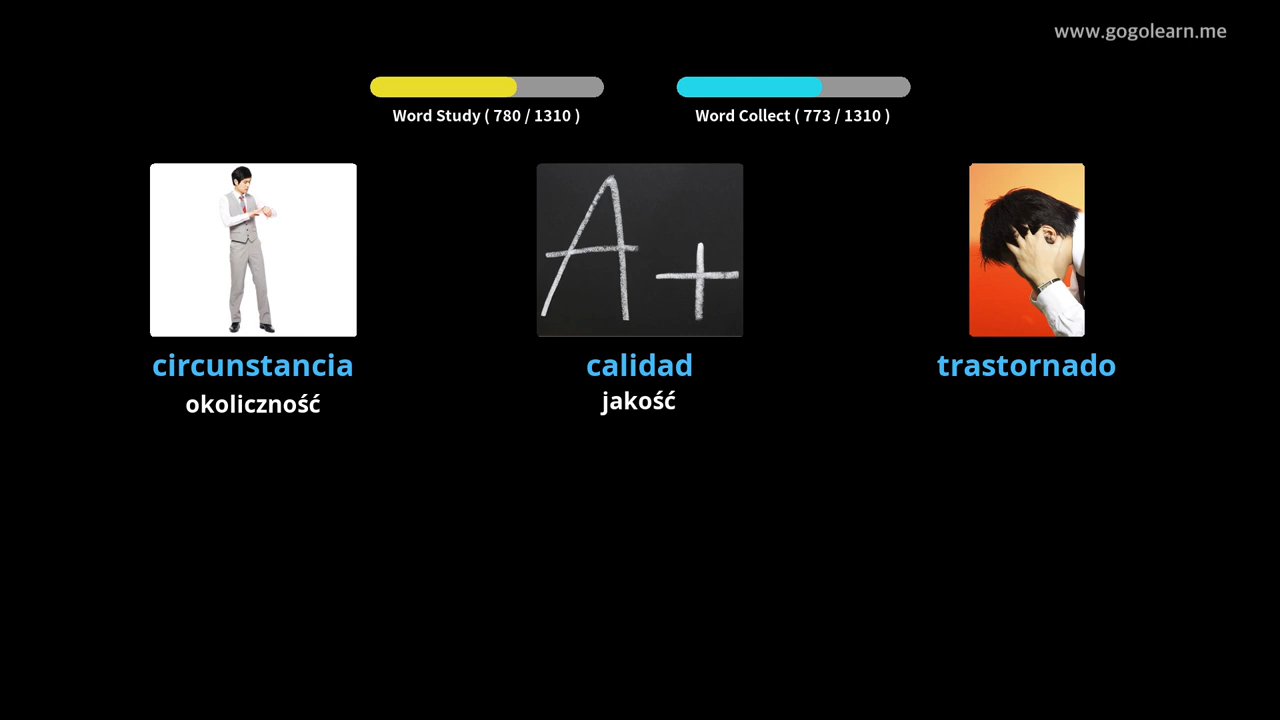 www.gogolearn.me
Word Study ( 780 / 1310 )
Word Collect ( 773 / 1310 )
A+
circunstancia
calidad
trastornado
okoliczność
jakość